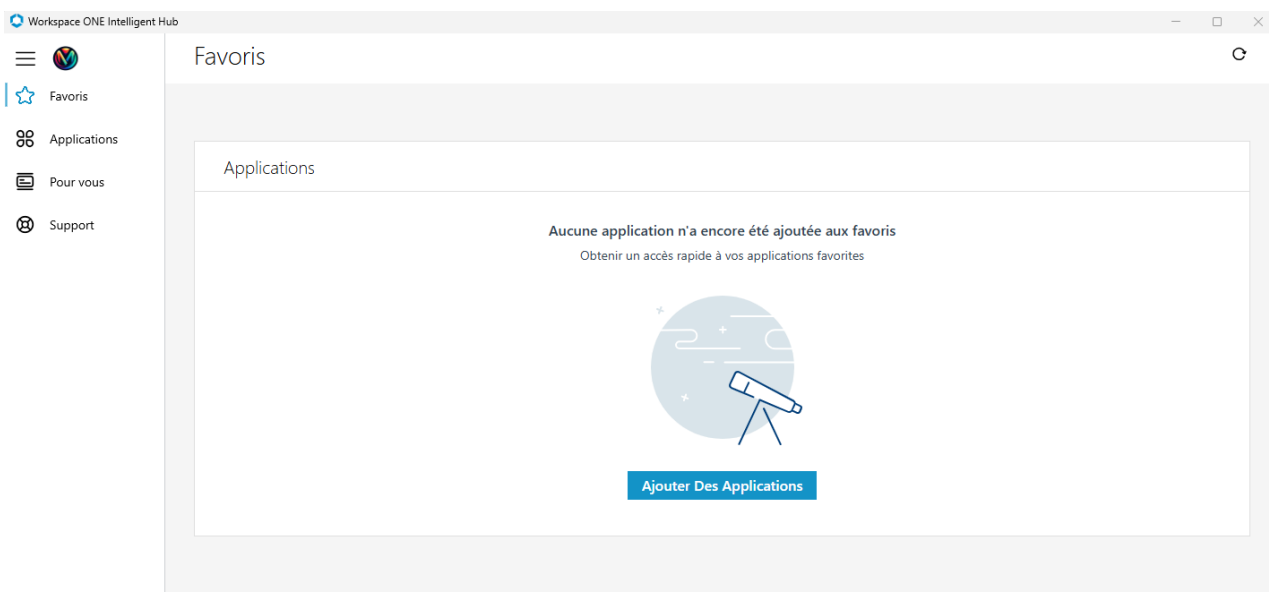 Workspace ONE Intelligent Hub
Favoris
Favoris
Applications
Pour vous
Support
Applications
Aucune application n'a encore été ajoutée aux favoris
Obtenir un accès rapide à vos applications favorites
Ajouter Des Applications